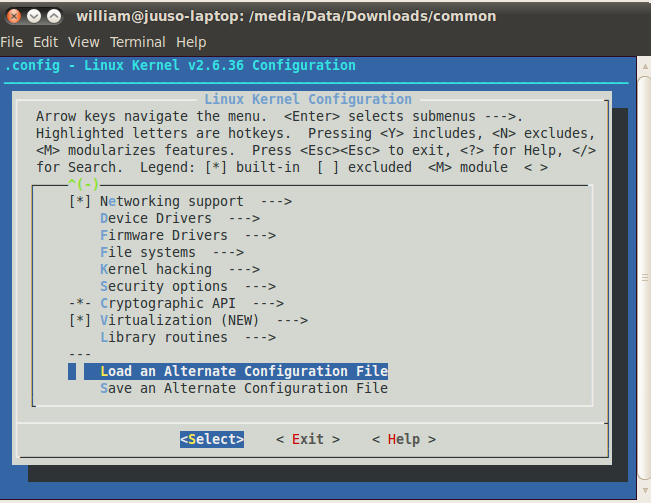 william@juuso-laptop: /media/Data/Downloads/common
File Edit View Terminal Help
.config - Linux Kernel v2.6.36 Configuration
Linux Kernel Configuration
Arrow keys navigate the menu. <Enter> selects submenus --->.
Highlighted letters are hotkeys. Pressing <Y> includes, <N> excludes,
<M> modularizes features. Press <Esc><Esc> to exit, <?> for Help, </>
for Search. Legend: [*] built-in [ ] excluded <M> module < >
^(-)
[*] Networking support --->
Device Drivers --->
Firmware Drivers --->
File systems --->
Kernel hacking --->
Security options --->
-*- Cryptographic API --->
[*] Virtualization (NEW) --->
Library routines --->
---
Load an Alternate Configuration File
Save an Alternate Configuration File
<Select> < Exit > < Help >